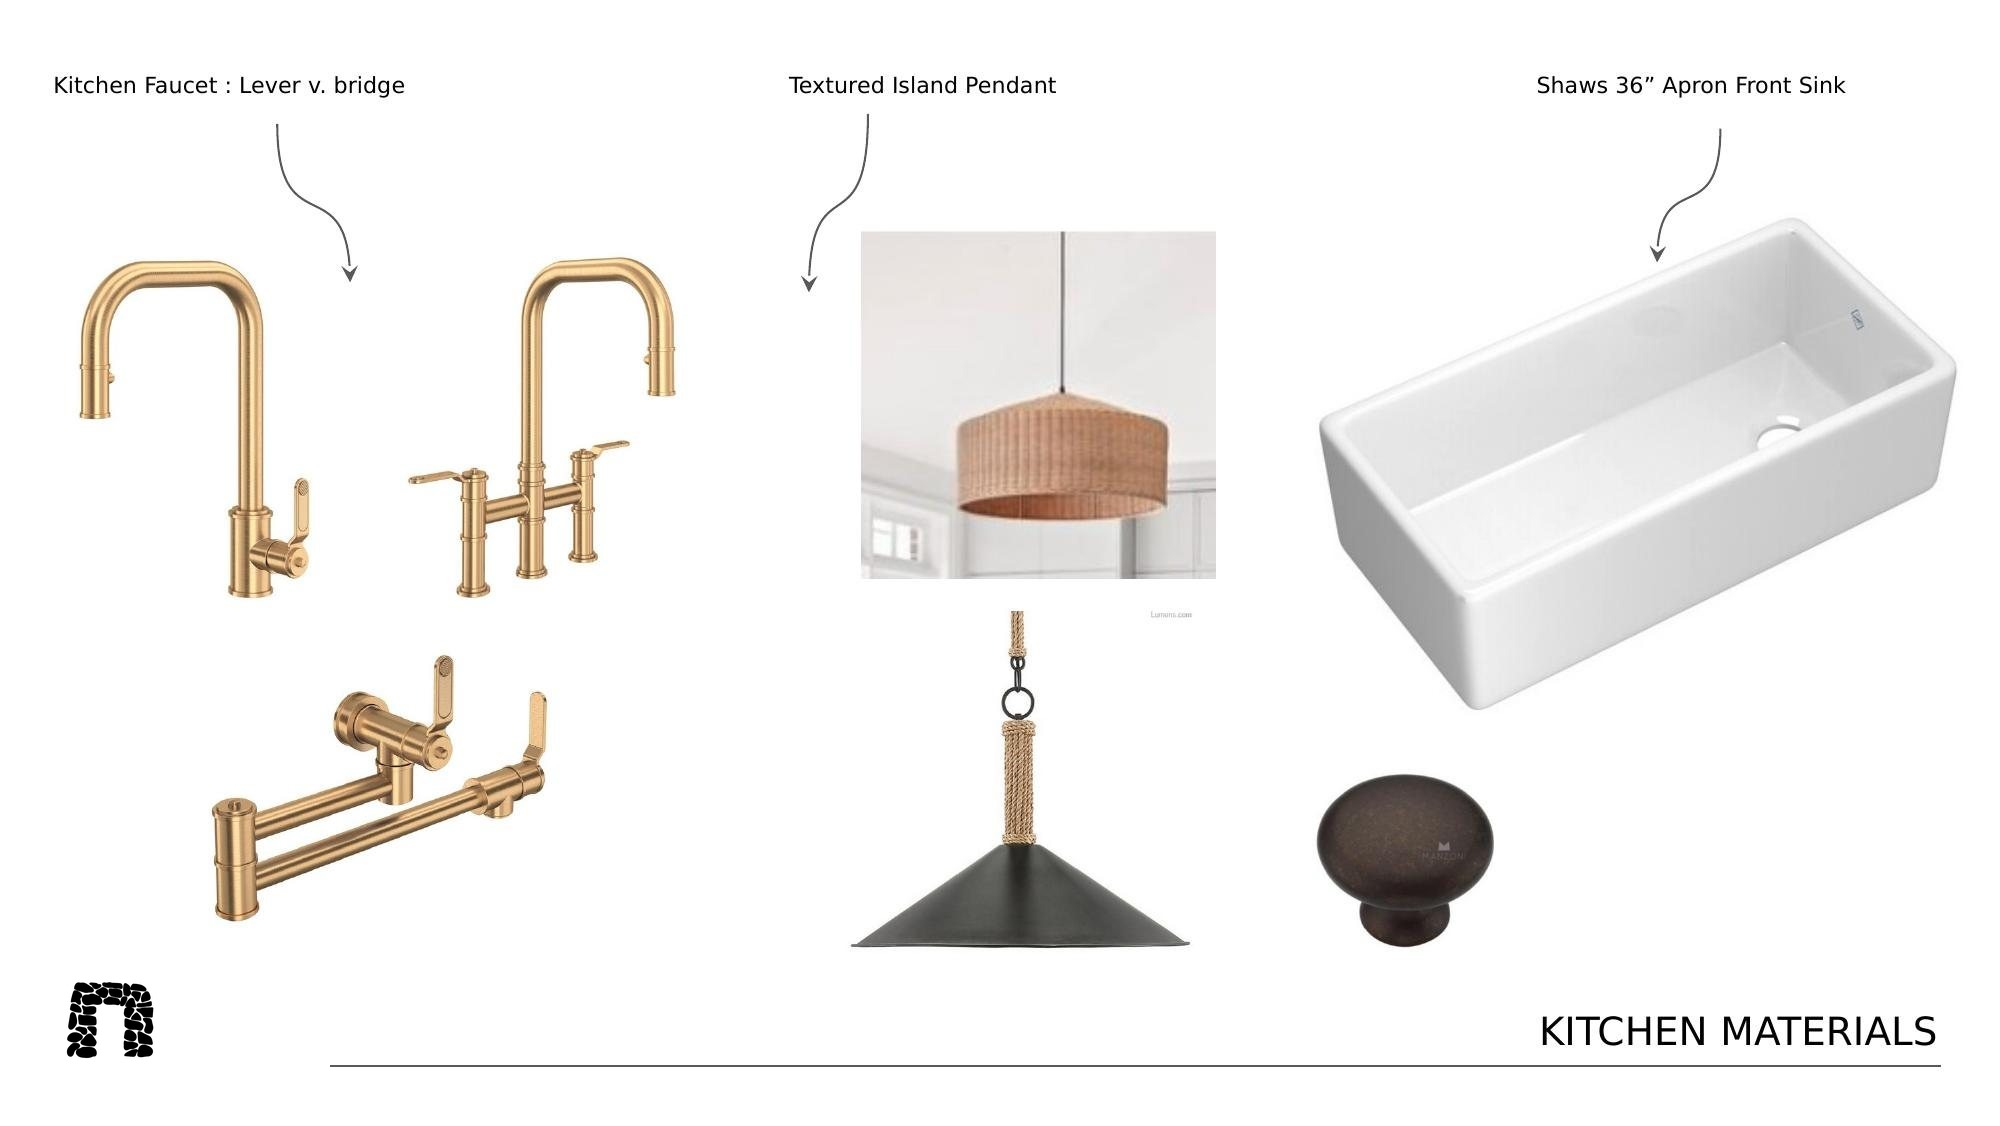 Kitchen Faucet : Lever v. bridge
Textured Island Pendant
Shaws 36” Apron Front Sink
Lumens.com
MANZONI
KITCHEN MATERIALS